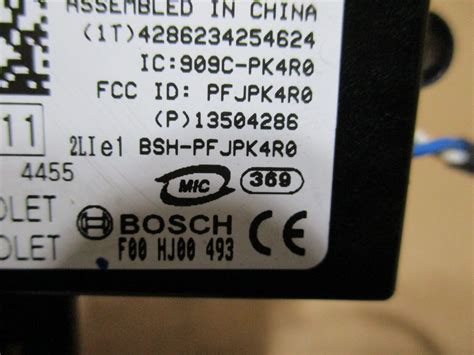 ASSEMBLED IN CHINA
(1T)4286234254624
IC:909C-PK4R0
FCC ID: PFJPK4R0
(P)13504286
11
2LIe1 BSH-PFJPK4R0
4455
MIC 369
OLET
BOSCH CE
OLET
F00 HJ00 493